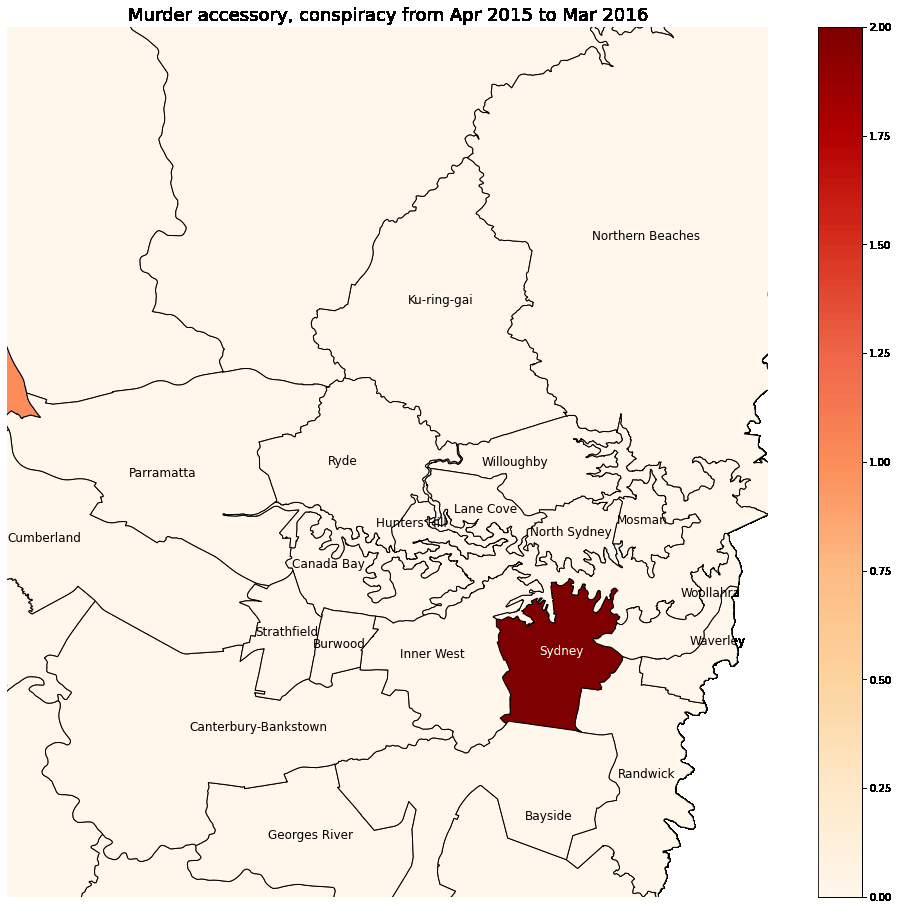 Murder accessory, conspiracy from Apr 2015 to Mar 2016
2.00
1.75
1.50
1.25
1.00
0.75
0.50
0.25
0.00
Northern Beaches
Ku-ring-gai
Ryde
Willoughby
Parramatta
Lane Cove
Hunters Hill
Mosman
North Sydney
Cumberland
Canada Bay
Woollahra
Strathfield
Burwood
Waverley
Inner West
Sydney
Canterbury-Bankstown
Randwick
Bayside
Georges River